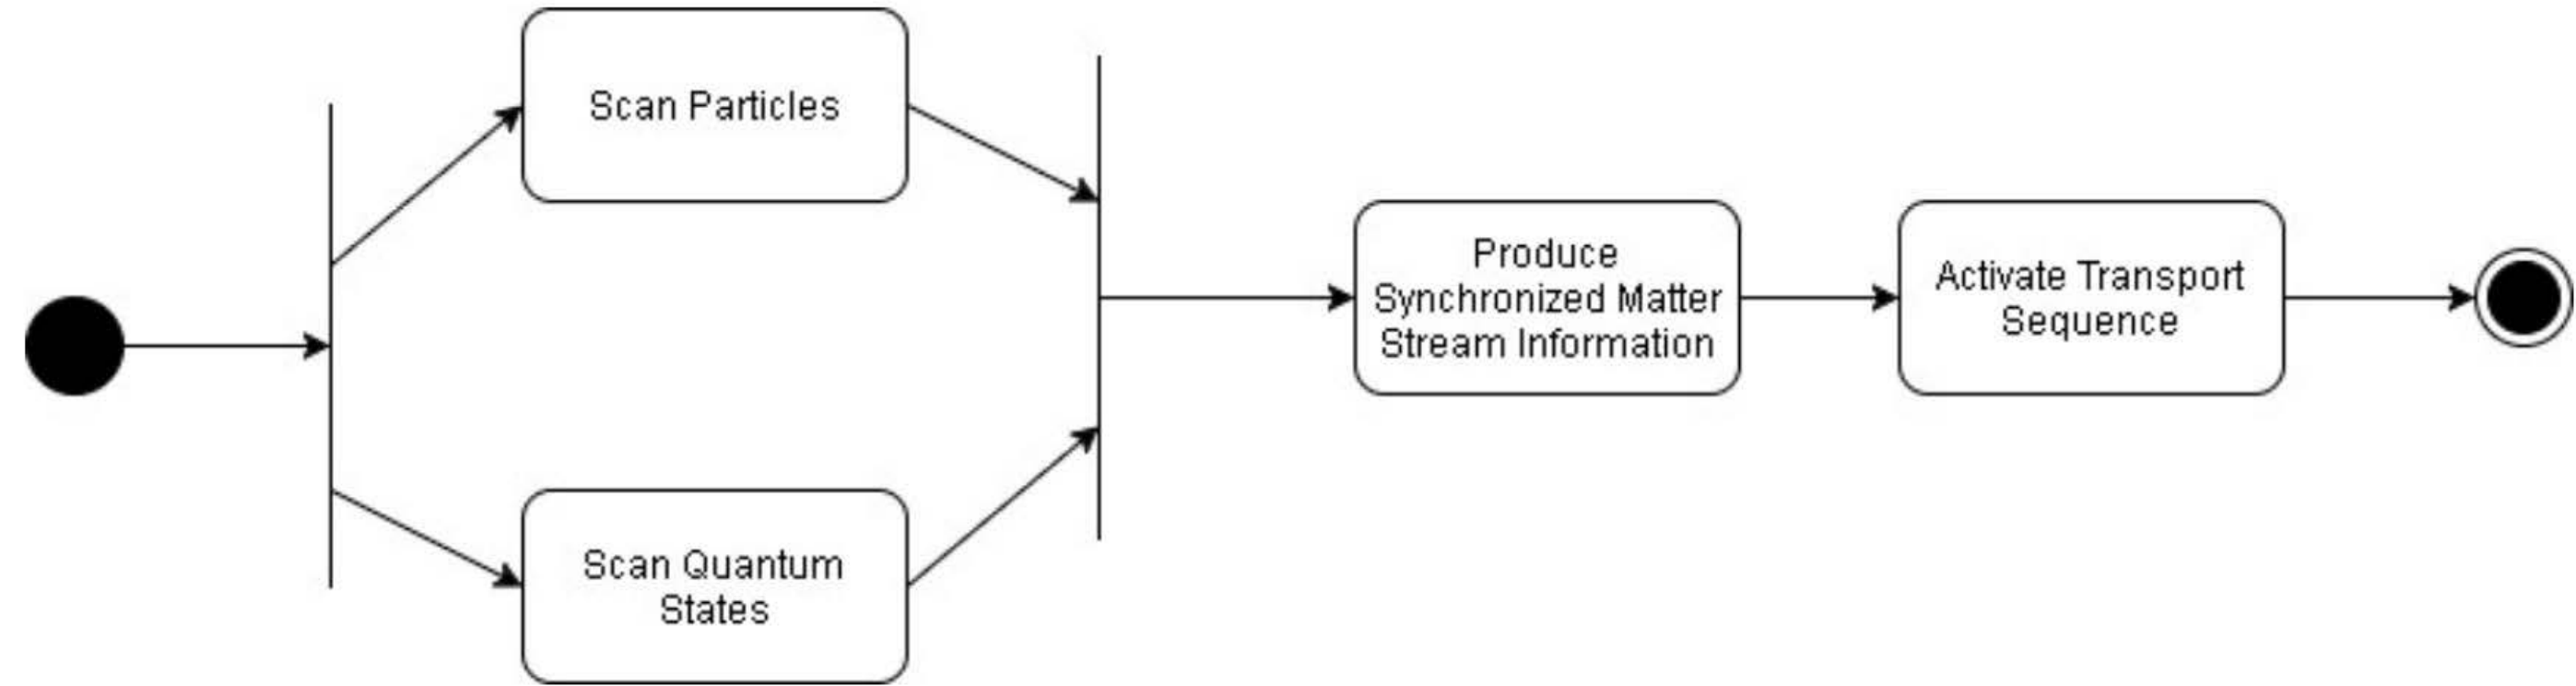 Scan Particles
Scan Quantum
States
Produce
Synchronized Matter
Stream Information
Activate Transport
Sequence